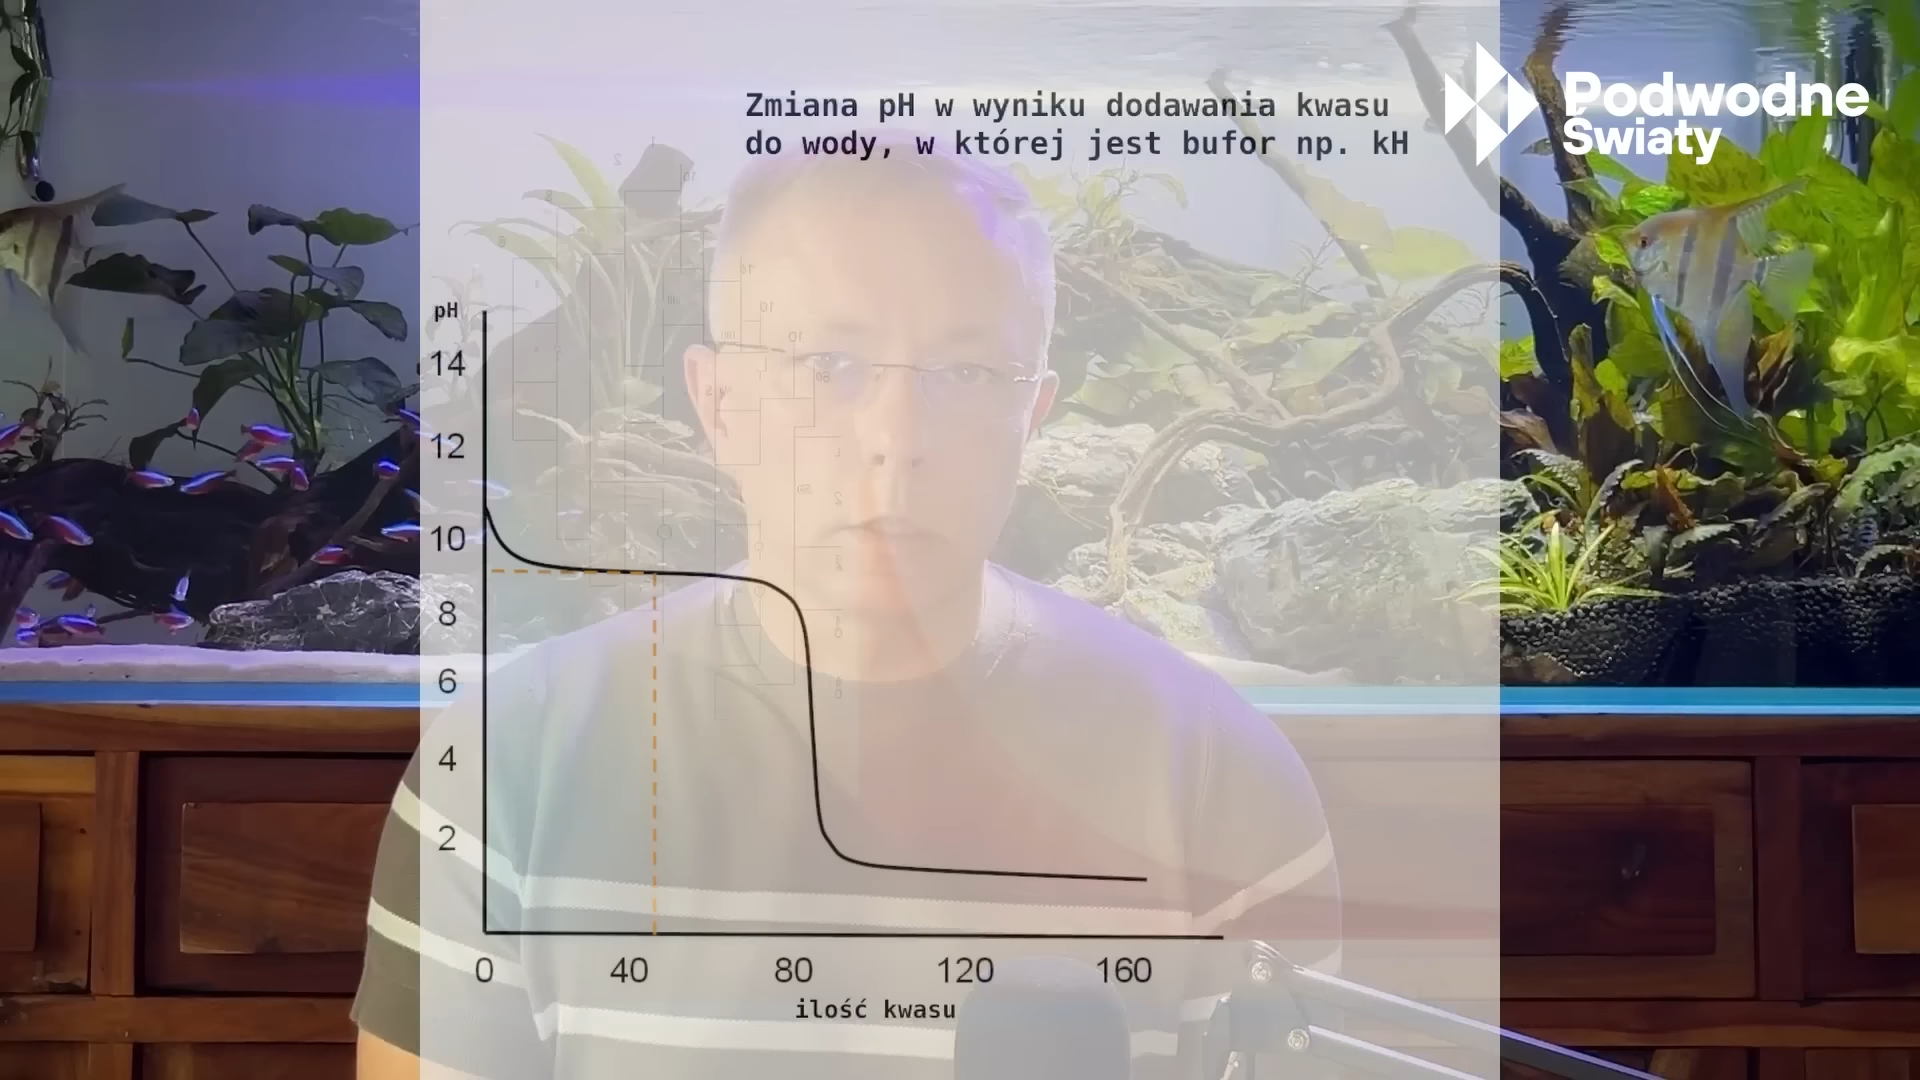 Zmiana pH w wyniku dodawania kwasu
do wody, w której jest bufor np. kH
Podwodne
Światy
pH
14
12
10
8
6
4
2
0 40 80 120 160
ilość kwasu